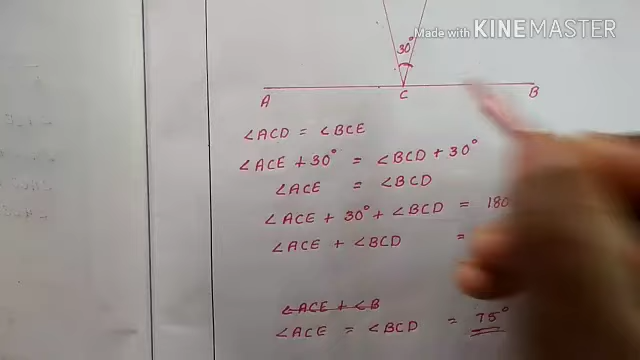 Made with KINEMASTER
30°
A C B
∠ACD = ∠BCE
∠ACE + 30° = ∠BCD + 30°
∠ACE = ∠BCD
∠ACE + 30° + ∠BCD = 180
∠ACE + ∠BCD =
∠ACE + ∠B
∠ACE = ∠BCD = 75°